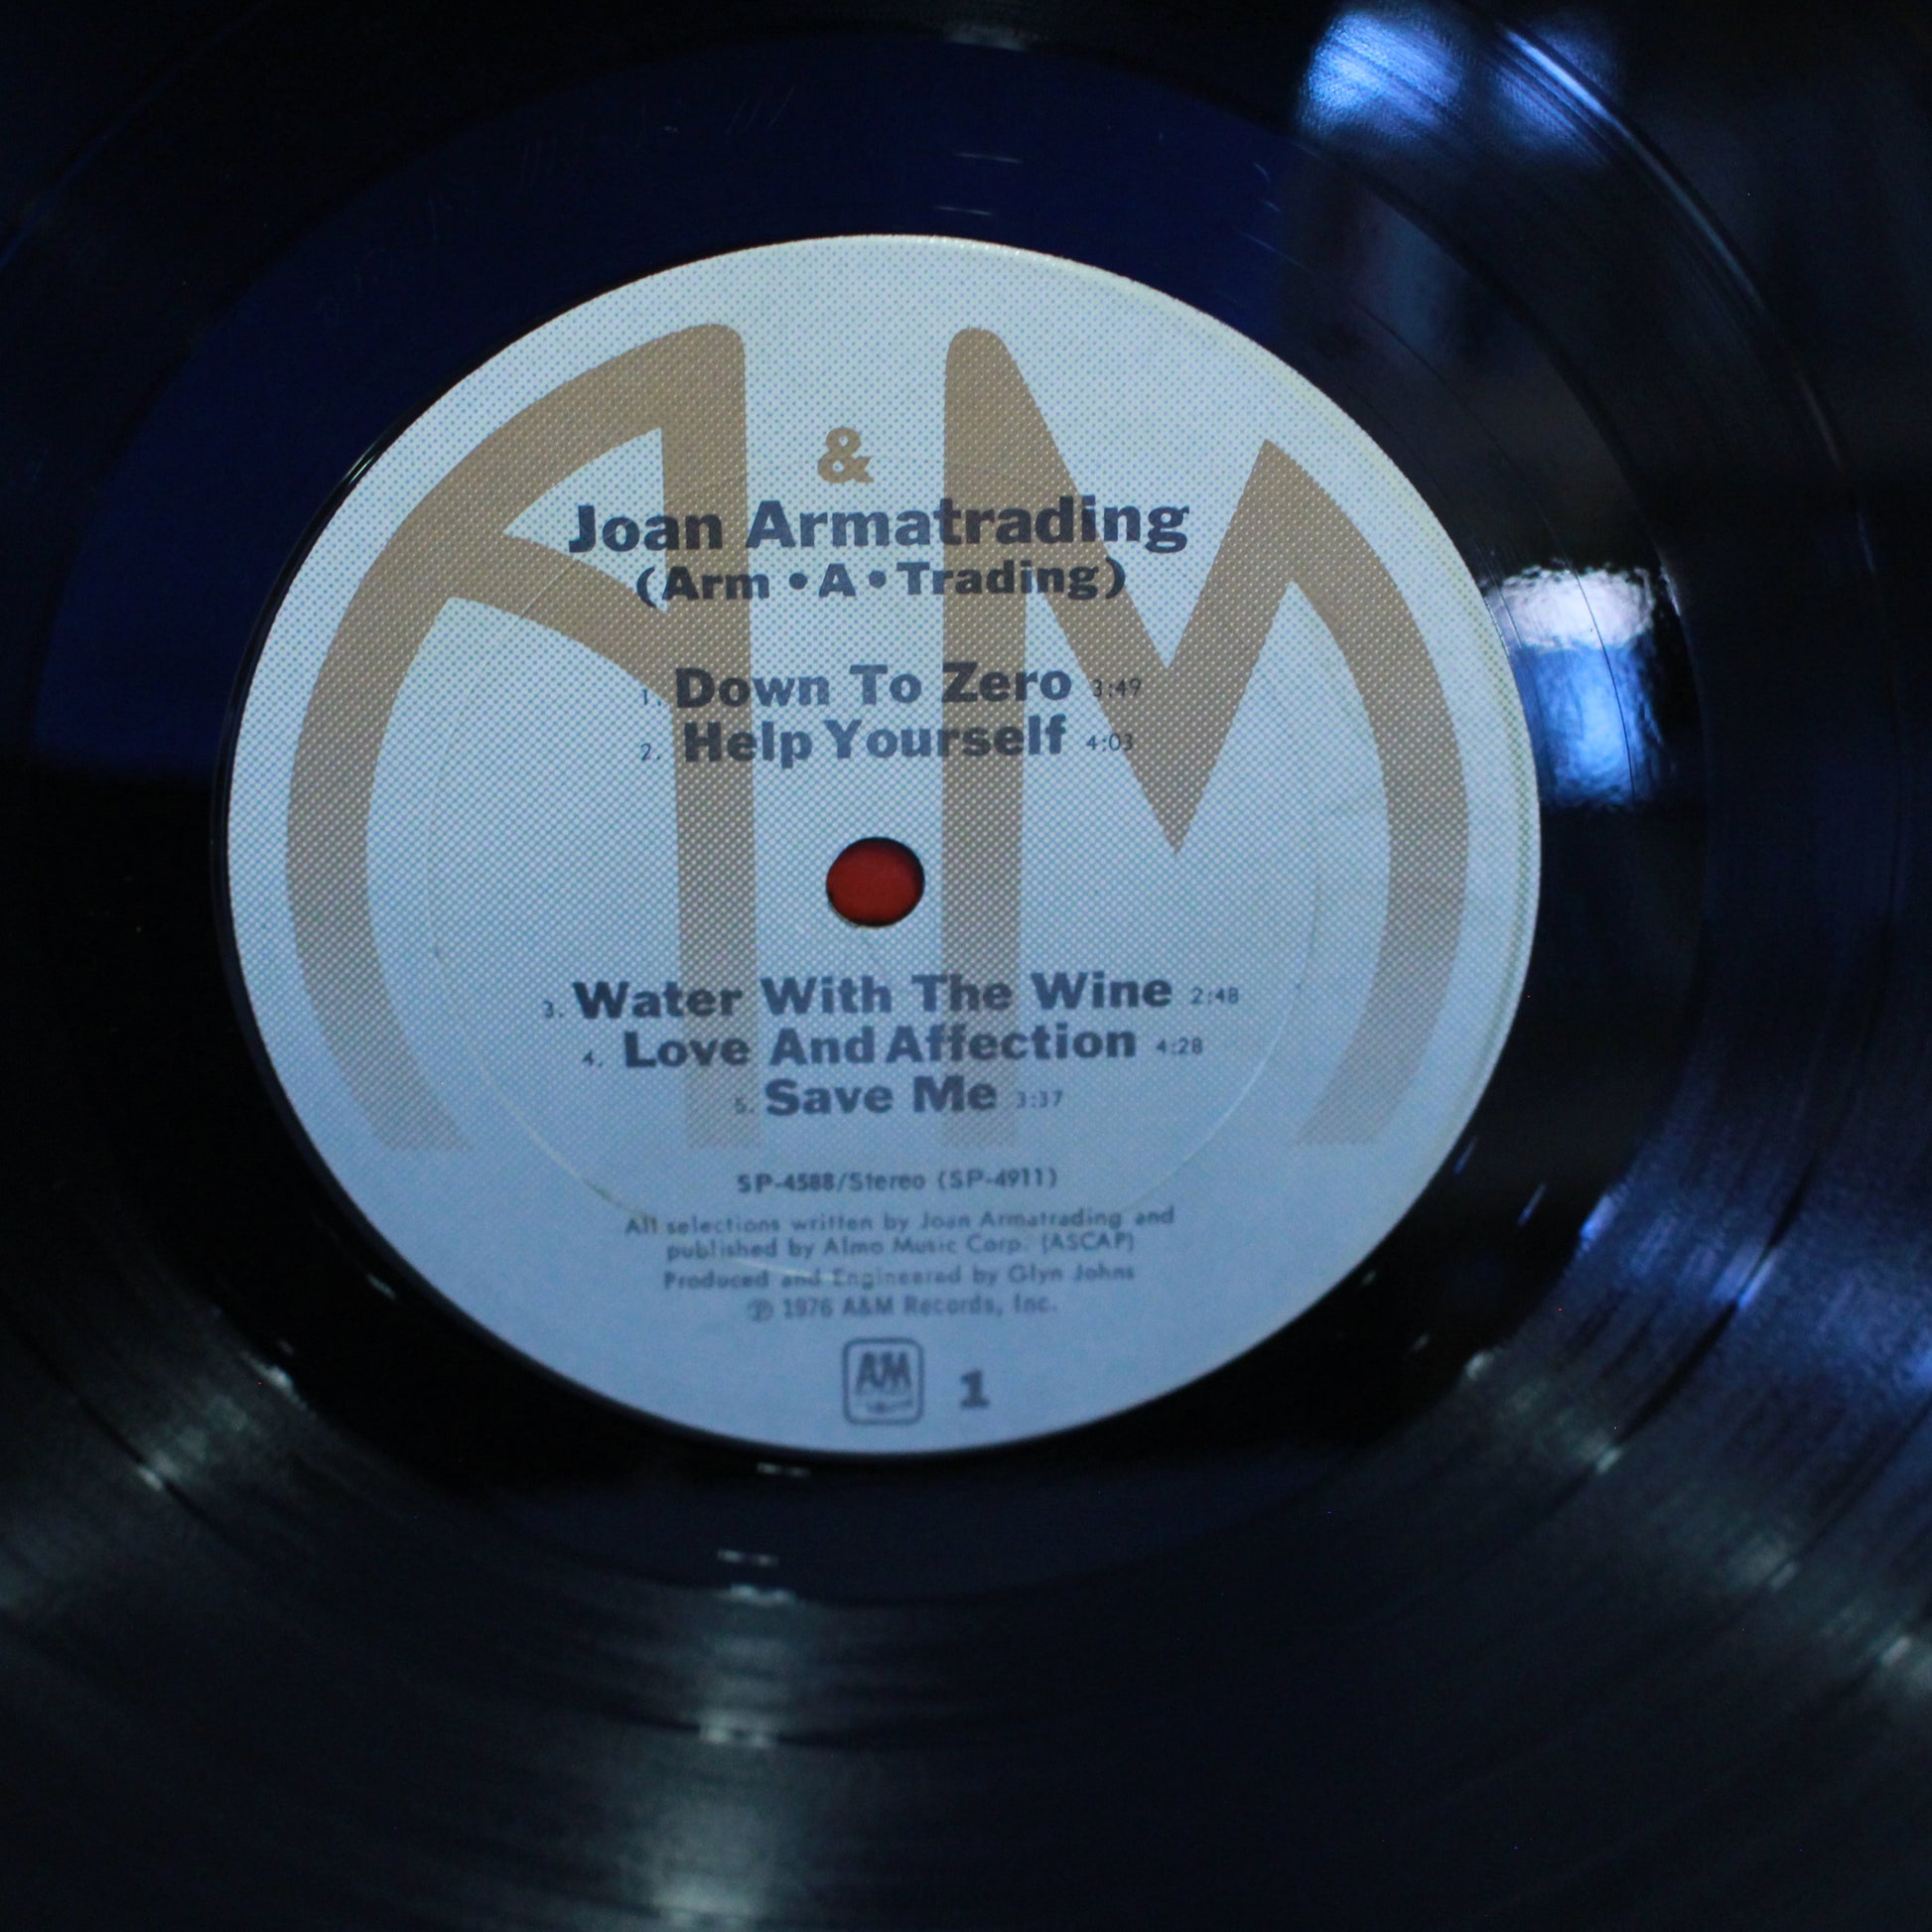 A & M
Joan Armatrading
(Arm • A • Trading)
1. Down To Zero 3:49
2. Help Yourself 4:03
3. Water With The Wine 2:48
4. Love And Affection 4:28
5. Save Me 3:37
SP-4588/Stereo (SP-4911)
All selections written by Joan Armatrading and
published by Almo Music Corp. (ASCAP)
Produced and Engineered by Glyn Johns
℗ 1976 A&M Records, Inc.
A&M 1